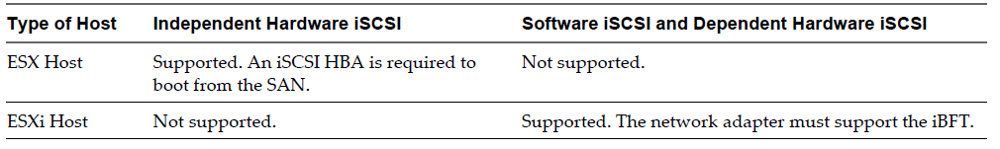 Type of Host Independent Hardware iSCSI Software iSCSI and Dependent Hardware iSCSI
ESX Host Supported. An iSCSI HBA is required to Not supported.
boot from the SAN.
ESXi Host Not supported. Supported. The network adapter must support the iBFT.